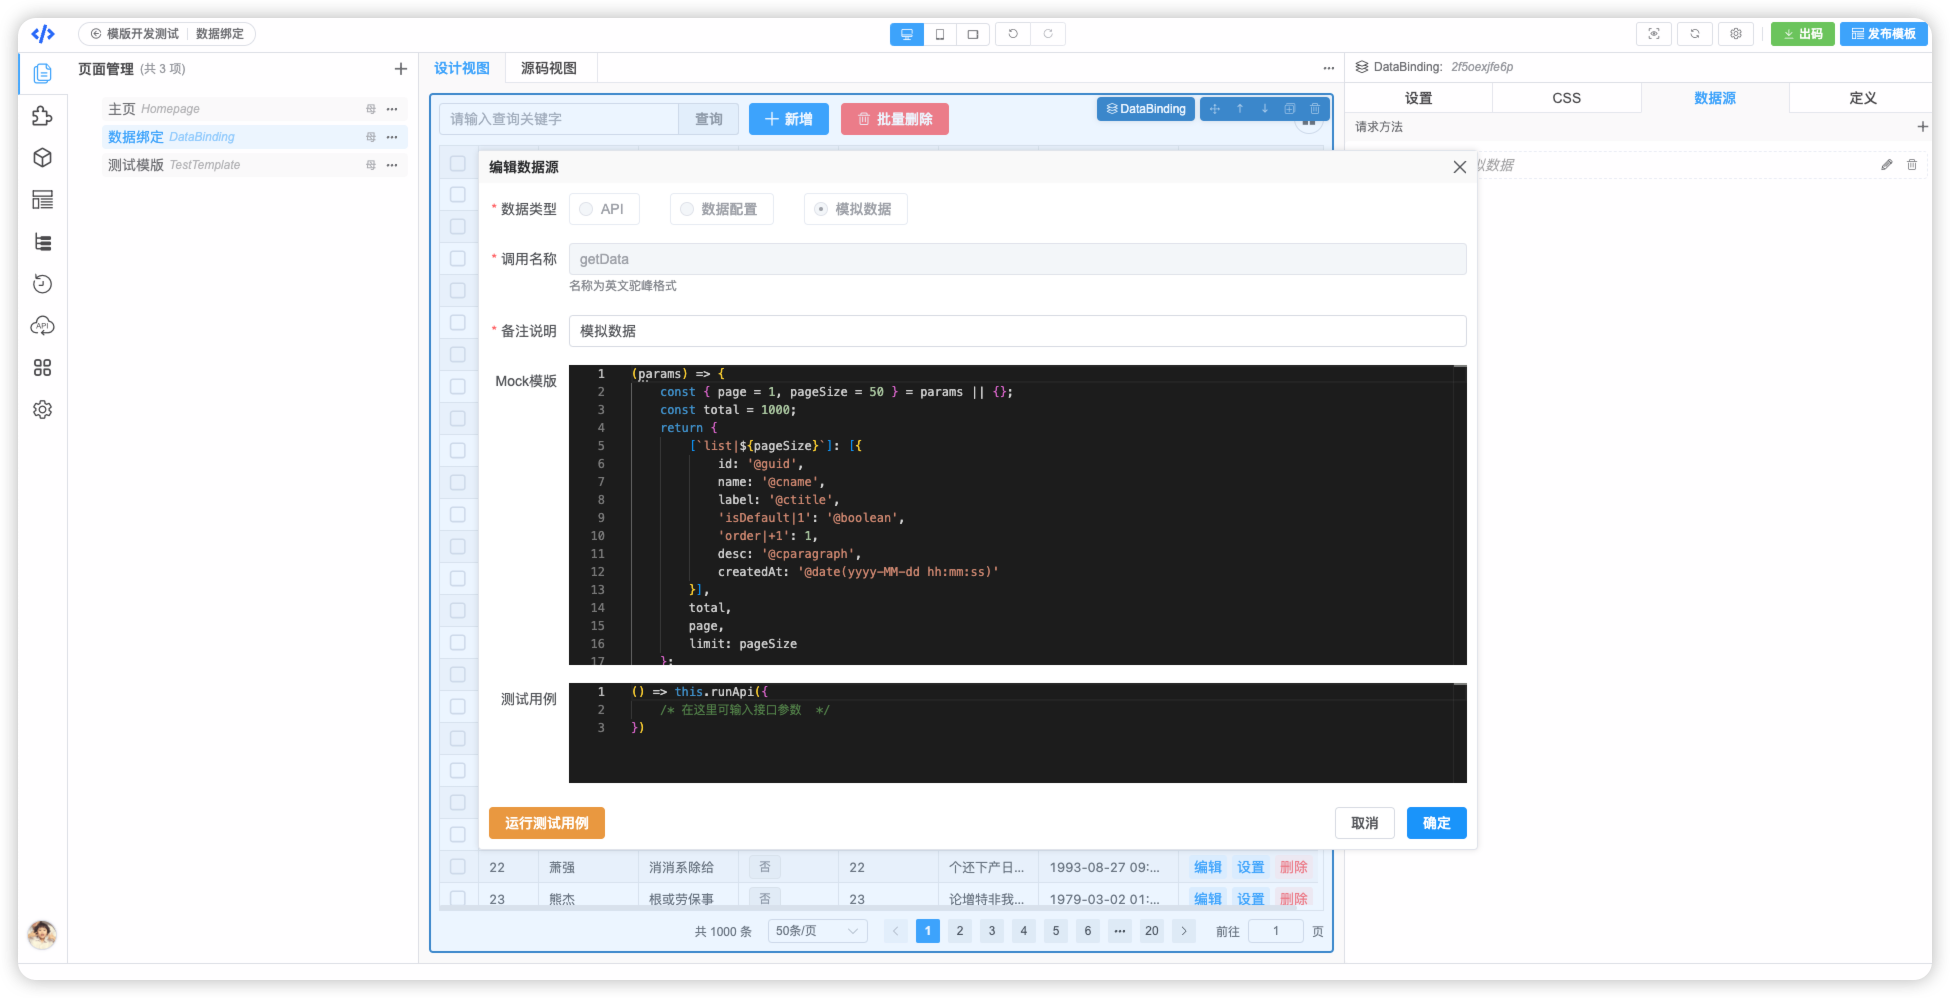 模版开发测试 数据绑定
出码 发布模板
页面管理 (共 3 项)
主页 Homepage
数据绑定 DataBinding
测试模版 TestTemplate
API
设计视图 源码视图
请输入查询关键字 查询 新增 批量删除
DataBinding
DataBinding: 2f5oexjfe6p
设置 CSS 数据源 定义
请求方法
拟数据
编辑数据源
* 数据类型 API 数据配置 模拟数据
* 调用名称 getData
名称为英文驼峰格式
* 备注说明 模拟数据
Mock模版
1 (params) => {
2 const { page = 1, pageSize = 50 } = params || {};
3 const total = 1000;
4 return {
5 [`list|${pageSize}`]: [{
6 id: '@guid',
7 name: '@cname',
8 label: '@ctitle',
9 'isDefault|1': '@boolean',
10 'order|+1': 1,
11 desc: '@cparagraph',
12 createdAt: '@date(yyyy-MM-dd hh:mm:ss)'
13 }],
14 total,
15 page,
16 limit: pageSize
17 };
测试用例
1 () => this.runApi({
2 /* 在这里可输入接口参数 */
3 })
运行测试用例 取消 确定
22 萧强 消消系除给 否 22 个还下产日... 1993-08-27 09:... 编辑 设置 删除
23 熊杰 根或劳保事 否 23 论增特非我... 1979-03-02 01:... 编辑 设置 删除
共 1000 条 50条/页 1 2 3 4 5 6 ... 20 前往 1 页